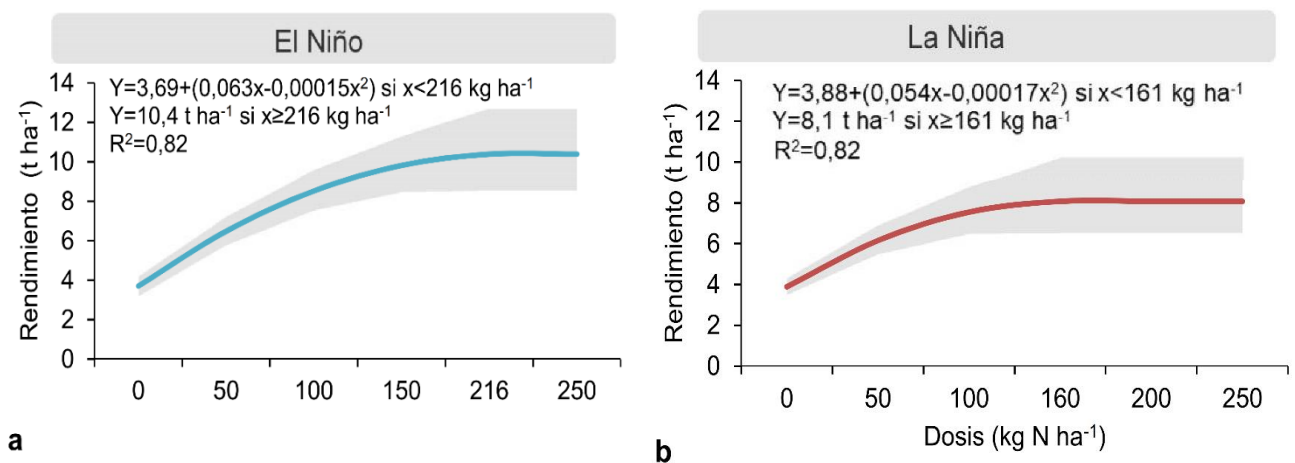 El Niño
Y=3,69+(0,063x-0,00015x²) si x<216 kg ha⁻¹
Y=10,4 t ha⁻¹ si x≥216 kg ha⁻¹
R²=0,82
Rendimiento (t ha⁻¹)
14
12
10
8
6
4
2
0
0 50 100 150 216 250
a
La Niña
Y=3,88+(0,054x-0,00017x²) si x<161 kg ha⁻¹
Y=8,1 t ha⁻¹ si x≥161 kg ha⁻¹
R²=0,82
Rendimiento (t ha⁻¹)
14
12
10
8
6
4
2
0
0 50 100 160 200 250
Dosis (kg N ha⁻¹)
b